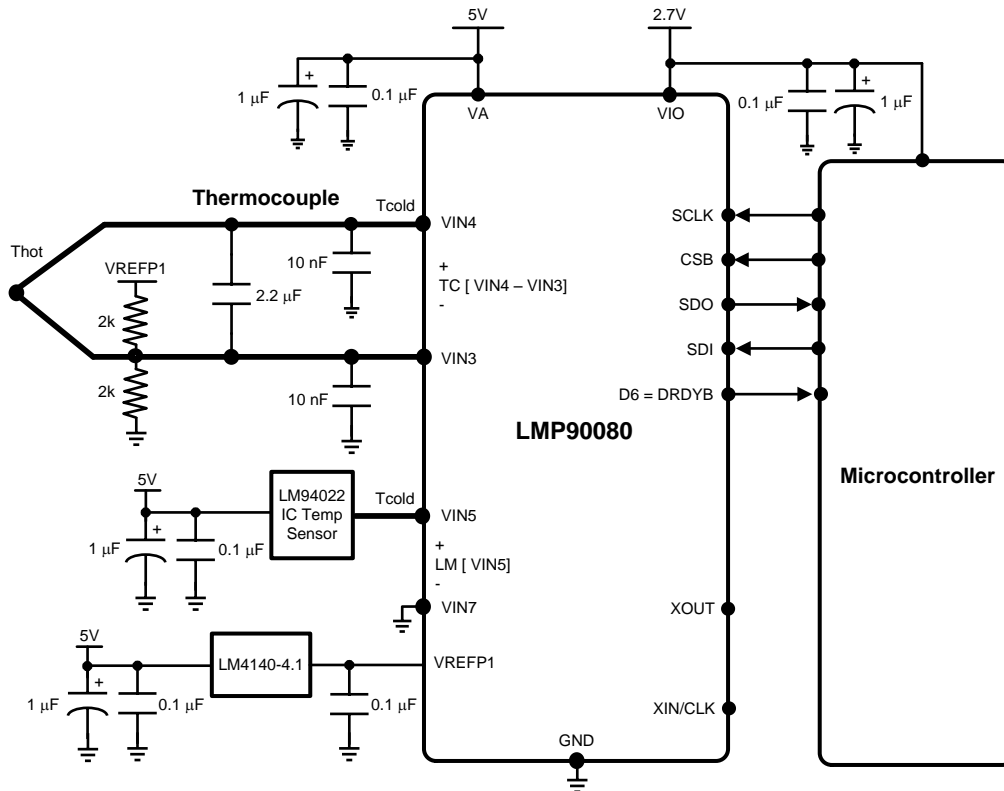 5V
2.7V
+
1 μF
0.1 μF
VA
VIO
0.1 μF
+
1 μF
Thermocouple
Tcold
VIN4
SCLK
Thot
VREFP1
2k
2k
2.2 μF
10 nF
+
TC [ VIN4 – VIN3]
-
CSB
SDO
VIN3
SDI
10 nF
D6 = DRDYB
LMP90080
Microcontroller
5V
+
1 μF
0.1 μF
LM94022
IC Temp
Sensor
Tcold
VIN5
+
LM [ VIN5]
-
VIN7
XOUT
5V
+
1 μF
0.1 μF
LM4140-4.1
0.1 μF
VREFP1
XIN/CLK
GND